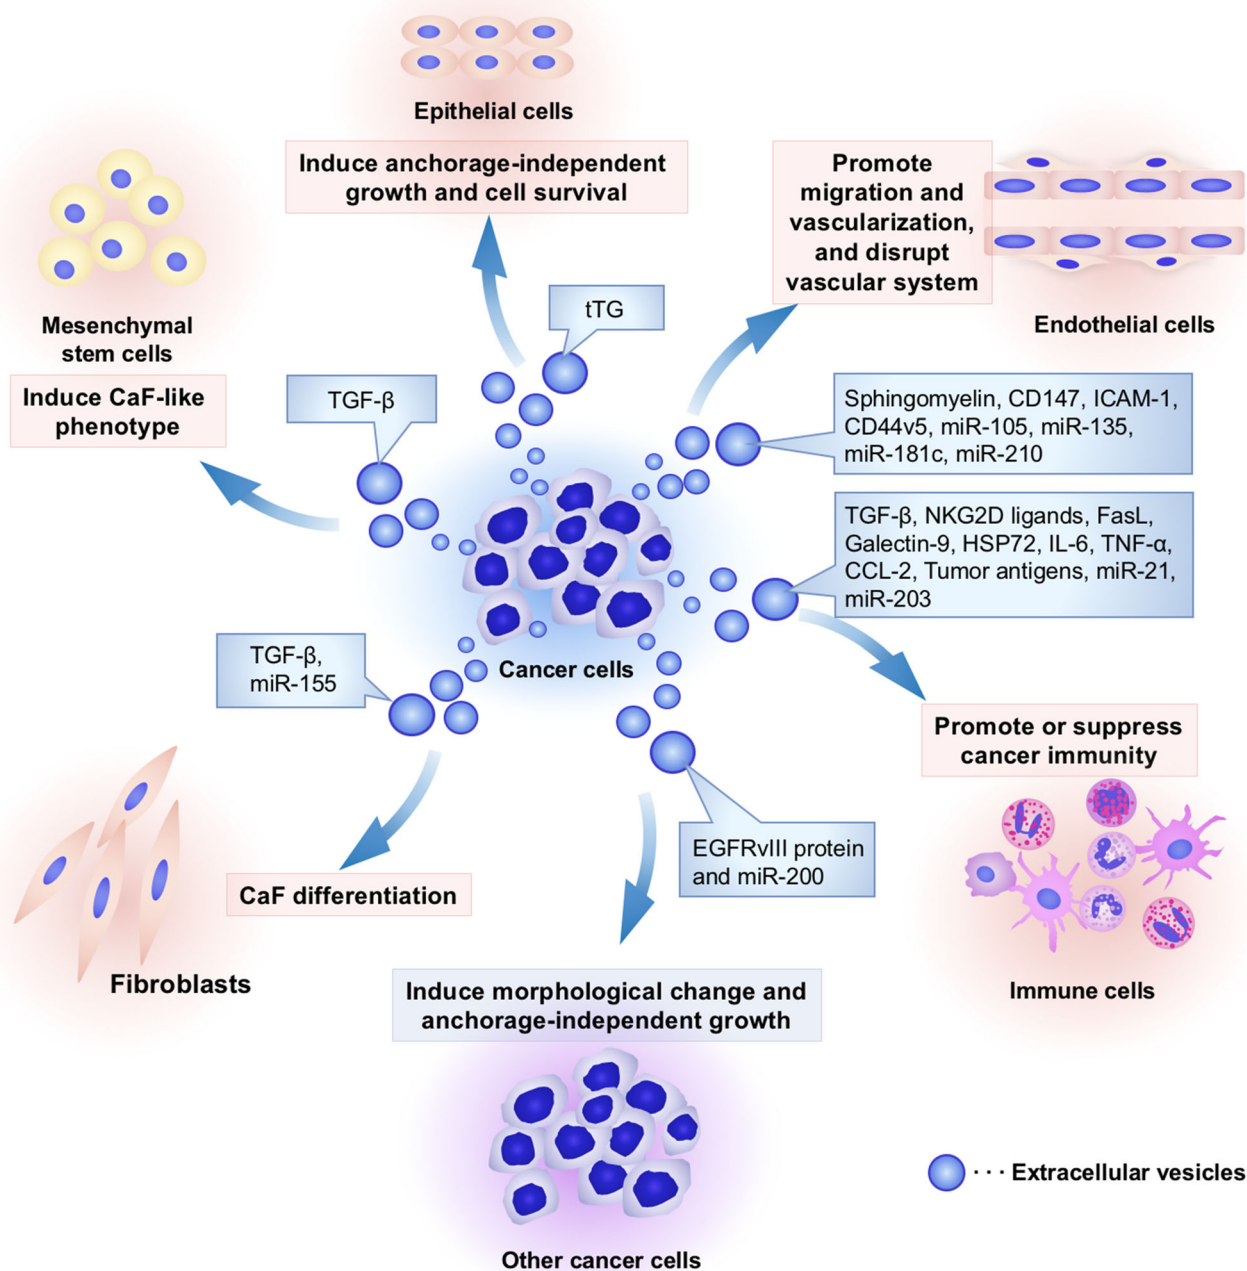 Epithelial cells
Induce anchorage-independent
growth and cell survival
Promote
migration and
vascularization,
and disrupt
vascular system
Endothelial cells
Mesenchymal
stem cells
Induce CaF-like
phenotype
tTG
TGF-β
Sphingomyelin, CD147, ICAM-1,
CD44v5, miR-105, miR-135,
miR-181c, miR-210
TGF-β, NKG2D ligands, FasL,
Galectin-9, HSP72, IL-6, TNF-α,
CCL-2, Tumor antigens, miR-21,
miR-203
Cancer cells
TGF-β,
miR-155
Promote or suppress
cancer immunity
EGFRvIII protein
and miR-200
CaF differentiation
Fibroblasts
Immune cells
Induce morphological change and
anchorage-independent growth
Other cancer cells
··· Extracellular vesicles